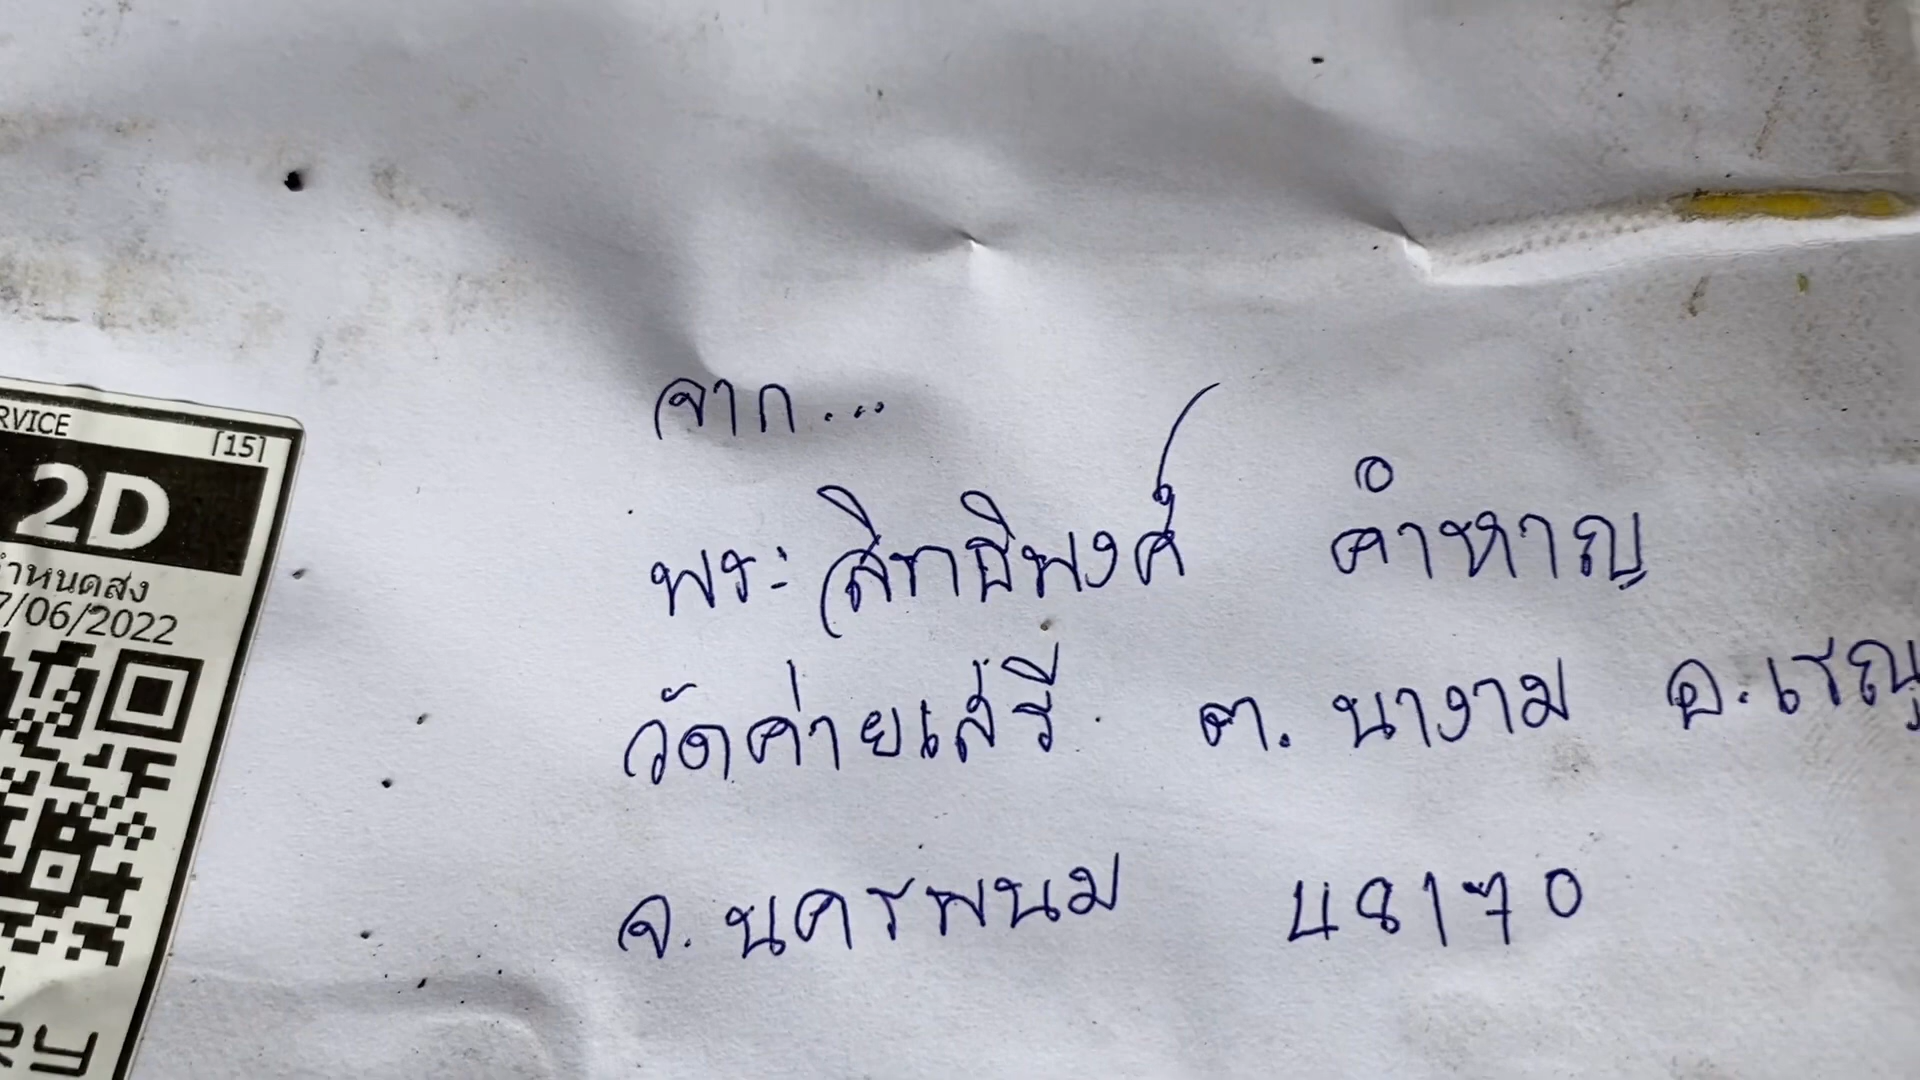 RVICE
[15]
2D
กำหนดส่ง
7/06/2022
RY
จาก...
พระสิทธิพงศ์ คำหาญ
วัดค่ายเสรี ต.นางาม อ.เรณู
จ.นครพนม 48170